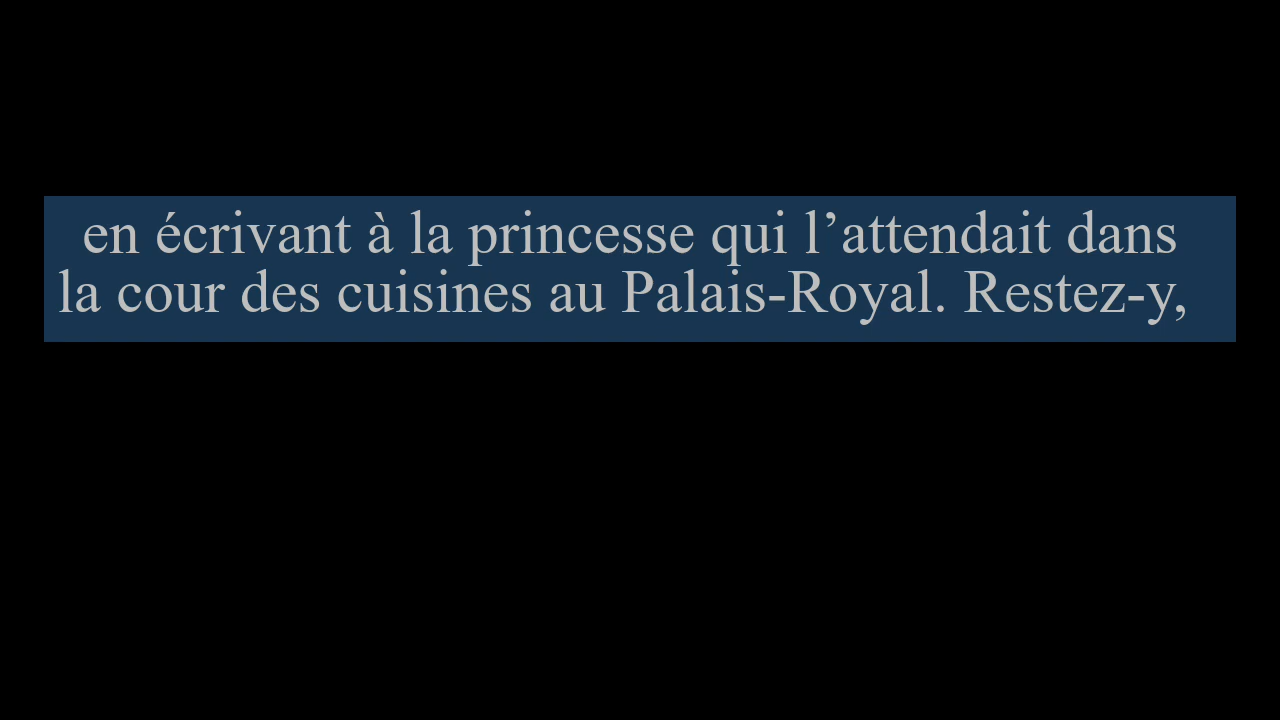 en écrivant à la princesse qui l’attendait dans
la cour des cuisines au Palais-Royal. Restez-y,